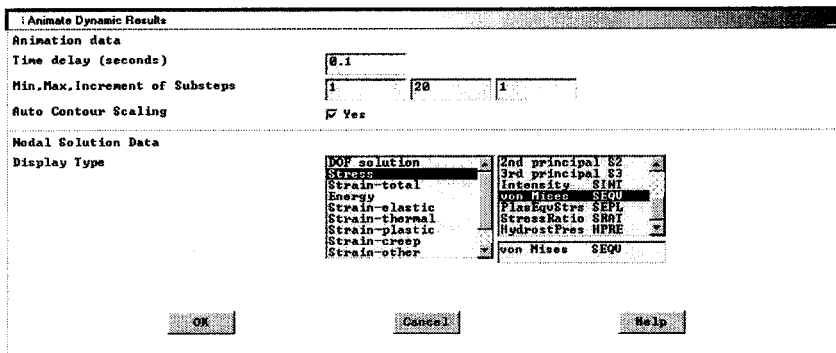 Animate Dynamic Results
Animation data
Time delay (seconds) 0.1
Min,Max,Increment of Substeps 1 20 1
Auto Contour Scaling Yes
Nodal Solution Data
Display Type
DOF solution
Stress
Strain-total
Energy
Strain-elastic
Strain-thermal
Strain-plastic
Strain-creep
Strain-other
2nd principal S2
3rd principal S3
Intensity SINT
von Mises SEQV
PlasEqvStrs SEPL
StressRatio SRAT
HydrostPres HPRE
von Mises SEQV
OK Cancel Help